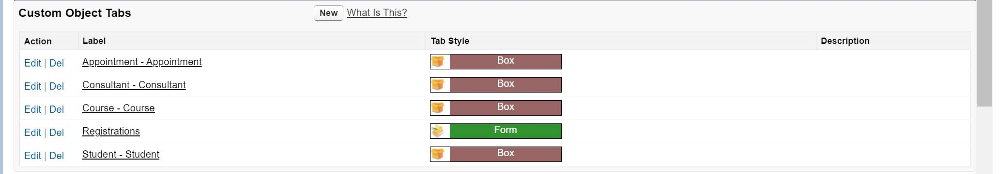 Custom Object Tabs New What Is This?
Action Label Tab Style Description
Edit | Del Appointment - Appointment Box
Edit | Del Consultant - Consultant Box
Edit | Del Course - Course Box
Edit | Del Registrations Form
Edit | Del Student - Student Box